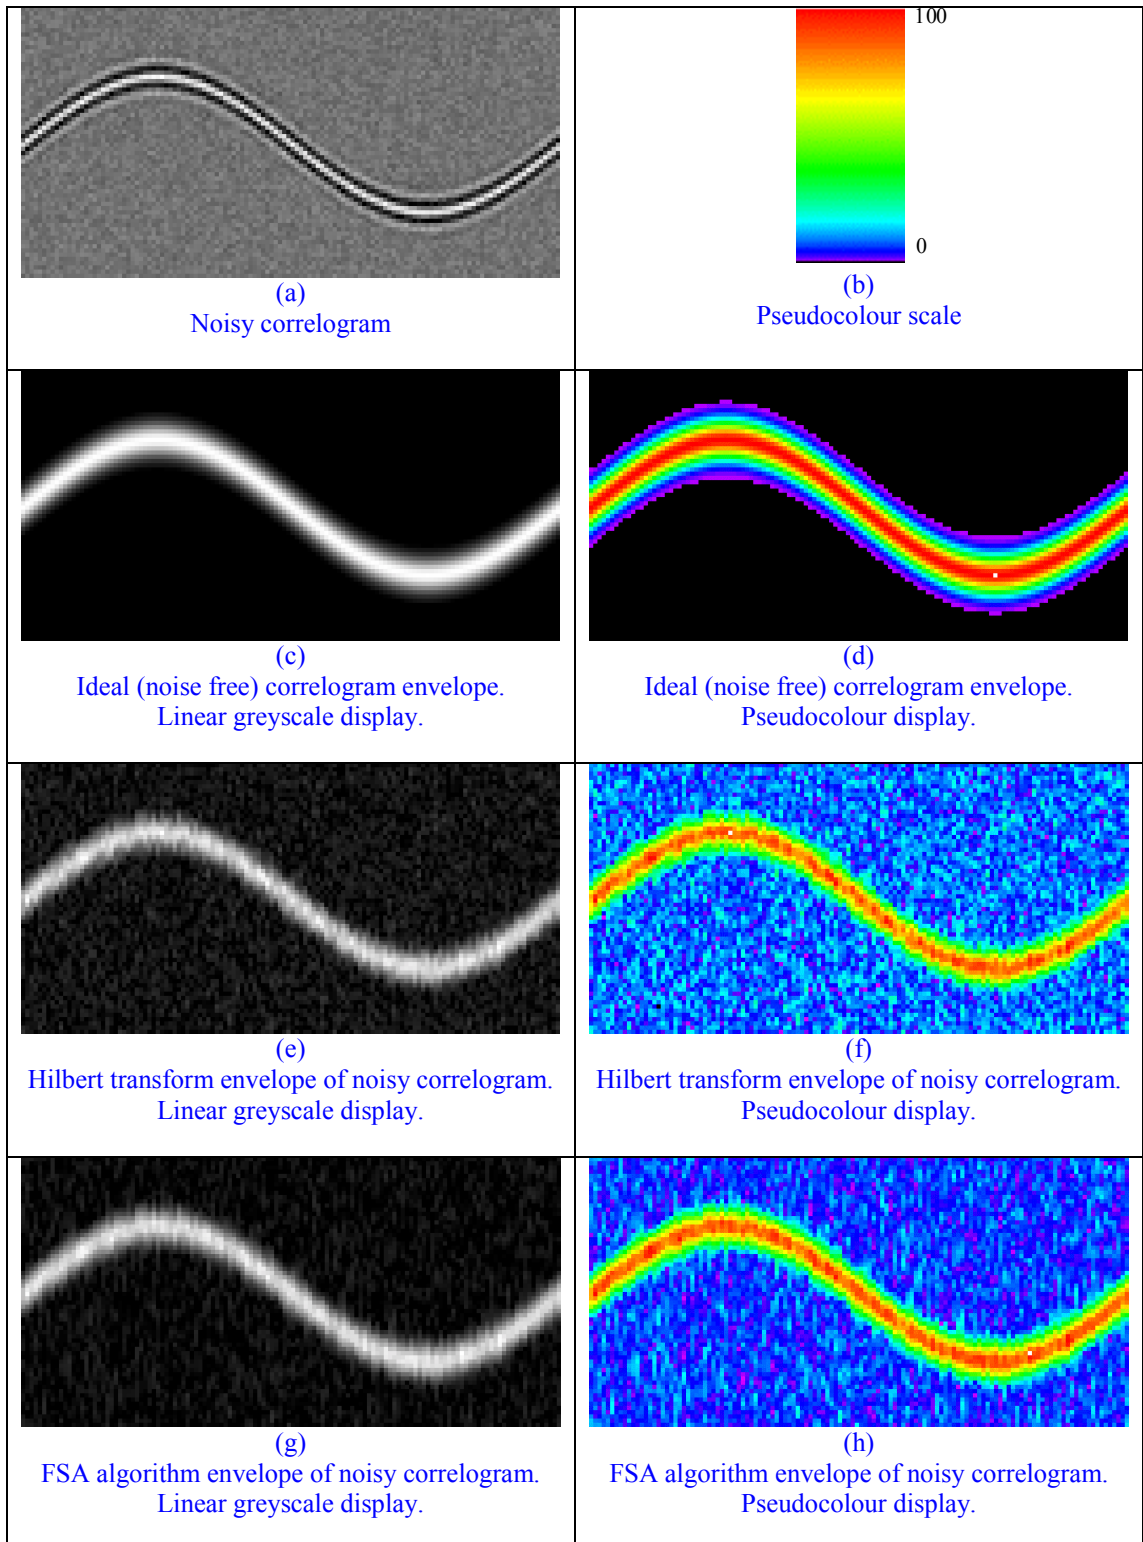 100
0
(a)
Noisy correlogram
(b)
Pseudocolour scale
(c)
Ideal (noise free) correlogram envelope.
Linear greyscale display.
(d)
Ideal (noise free) correlogram envelope.
Pseudocolour display.
(e)
Hilbert transform envelope of noisy correlogram.
Linear greyscale display.
(f)
Hilbert transform envelope of noisy correlogram.
Pseudocolour display.
(g)
FSA algorithm envelope of noisy correlogram.
Linear greyscale display.
(h)
FSA algorithm envelope of noisy correlogram.
Pseudocolour display.